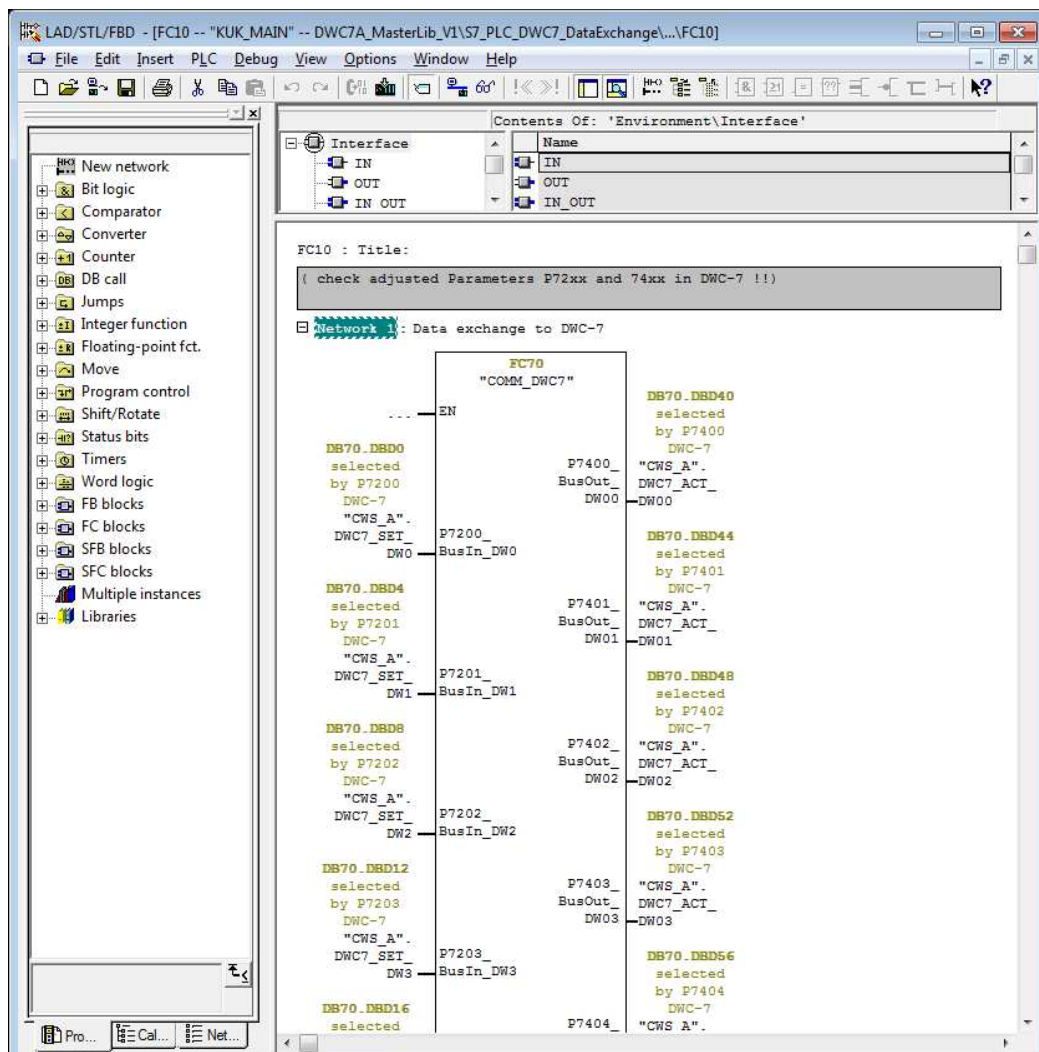 LAD/STL/FBD - [FC10 -- "KUK_MAIN" -- DWC7A_MasterLib_V1\S7_PLC_DWC7_DataExchange\...\FC10]
File Edit Insert PLC Debug View Options Window Help
New network
Bit logic
Comparator
Converter
Counter
DB call
Jumps
Integer function
Floating-point fct.
Move
Program control
Shift/Rotate
Status bits
Timers
Word logic
FB blocks
FC blocks
SFB blocks
SFC blocks
Multiple instances
Libraries
Pro... Cal... Net...
Contents Of: 'Environment\Interface'
Interface
IN
OUT
IN OUT
Name
IN
OUT
IN_OUT
FC10 : Title:
( check adjusted Parameters P72xx and 74xx in DWC-7 !!)
Network 1: Data exchange to DWC-7
FC70
"COMM_DWC7"
... EN
DB70.DBD0
selected
by P7200
DWC-7
"CWS_A".
DWC7_SET_
DW0
P7200_
BusIn_DW0
DB70.DBD4
selected
by P7201
DWC-7
"CWS_A".
DWC7_SET_
DW1
P7201_
BusIn_DW1
DB70.DBD8
selected
by P7202
DWC-7
"CWS_A".
DWC7_SET_
DW2
P7202_
BusIn_DW2
DB70.DBD12
selected
by P7203
DWC-7
"CWS_A".
DWC7_SET_
DW3
P7203_
BusIn_DW3
DB70.DBD16
selected
P7400_
BusOut_
DW00
DB70.DBD40
selected
by P7400
DWC-7
"CWS_A".
DWC7_ACT_
DW00
P7401_
BusOut_
DW01
DB70.DBD44
selected
by P7401
DWC-7
"CWS_A".
DWC7_ACT_
DW01
P7402_
BusOut_
DW02
DB70.DBD48
selected
by P7402
DWC-7
"CWS_A".
DWC7_ACT_
DW02
P7403_
BusOut_
DW03
DB70.DBD52
selected
by P7403
DWC-7
"CWS_A".
DWC7_ACT_
DW03
P7404_
DB70.DBD56
selected
by P7404
DWC-7
"CWS_A".